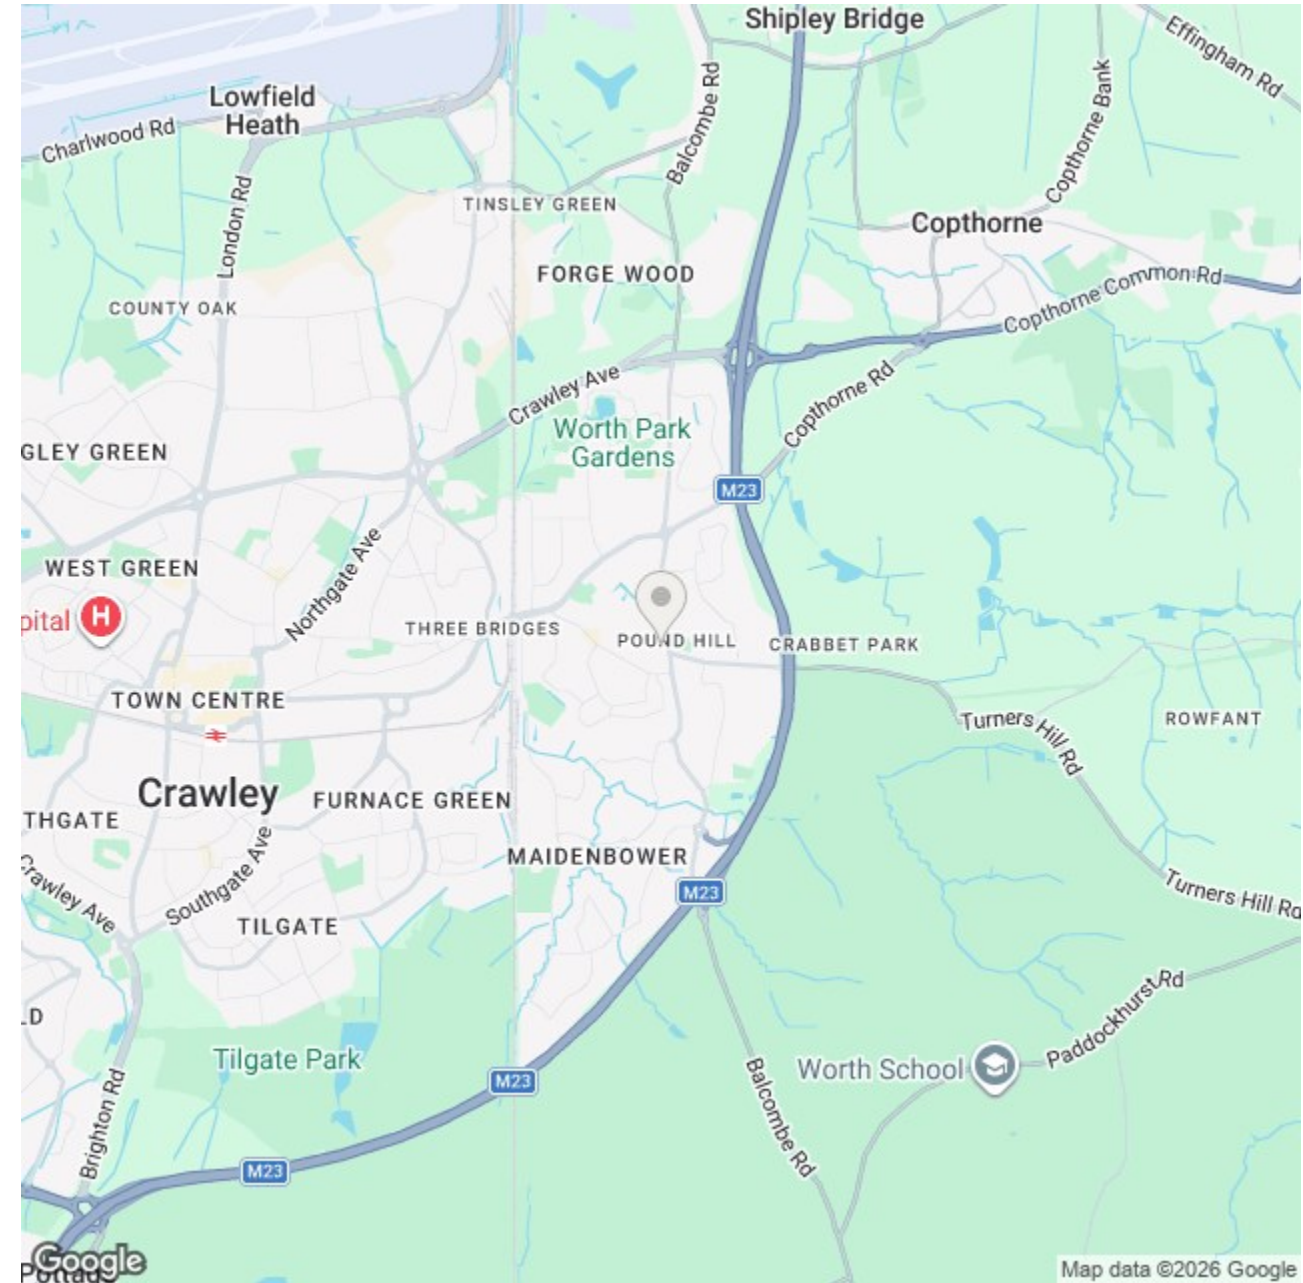 Shipley Bridge
Effingham Rd
Lowfield
Heath
Charlwood Rd
Balcombe Rd
Copthorne Bank
London Rd
TINSLEY GREEN
Copthorne
FORGE WOOD
COUNTY OAK
Copthorne Common Rd
Crawley Ave
Copthorne Rd
Worth Park
Gardens
GLEY GREEN
M23
Northgate Ave
WEST GREEN
pital
H
THREE BRIDGES
POUND HILL
CRABBET PARK
TOWN CENTRE
Turners Hill Rd
ROWFANT
Crawley
FURNACE GREEN
THGATE
MAIDENBOWER
Crawley Ave
Southgate Ave
M23
Turners Hill Rd
TILGATE
LD
Paddockhurst Rd
Tilgate Park
Worth School
M23
Brighton Rd
Balcombe Rd
M23
Google
Map data ©2026 Google